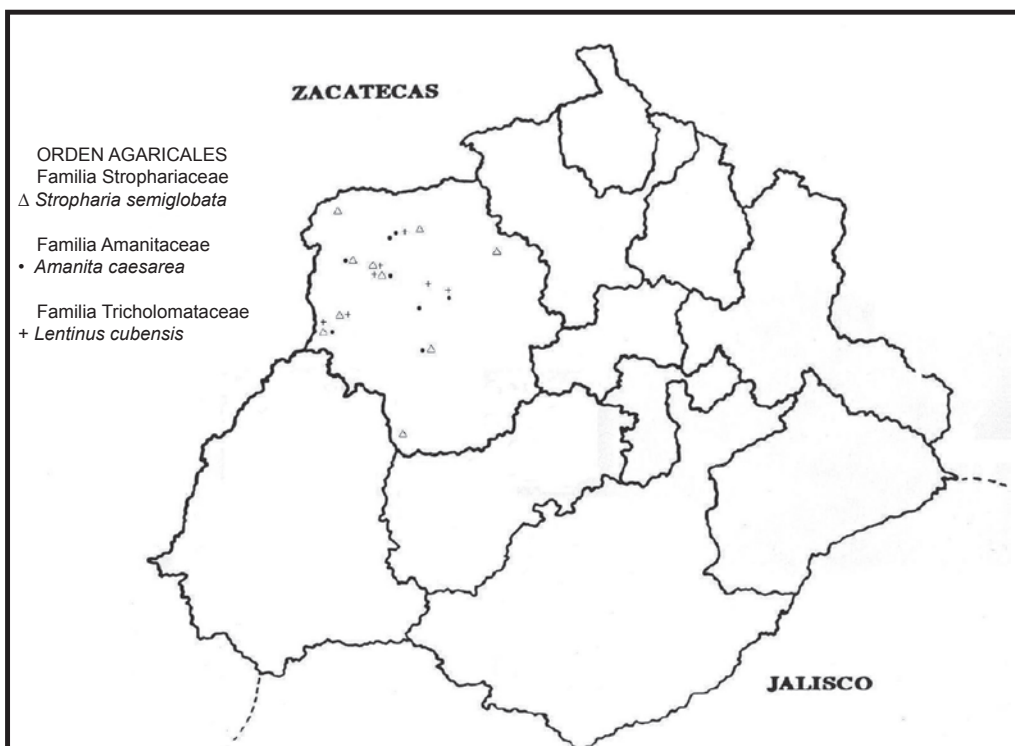 ZACATECAS
ORDEN AGARICALES
Familia Strophariaceae
Δ Stropharia semiglobata
Familia Amanitaceae
• Amanita caesarea
Familia Tricholomataceae
+ Lentinus cubensis
JALISCO